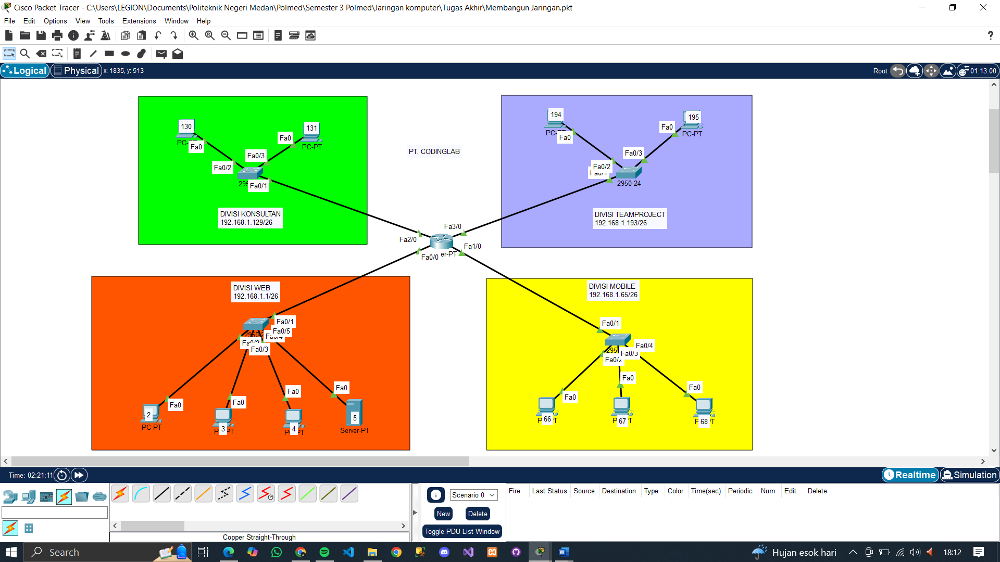 Cisco Packet Tracer - C:\Users\LEGION\Documents\Politeknik Negeri Medan\Polmed\Semester 3 Polmed\Jaringan komputer\Tugas Akhir\Membangun Jaringan.pkt
File Edit Options View Tools Extensions Window Help
?
Logical Physical x: 1835, y: 513
Root 01:13:00
130
PC-
Fa0
131
Fa0
PC-PT
Fa0/3
Fa0/2
295
Fa0/1
DIVISI KONSULTAN
192.168.1.129/26
PT. CODINGLAB
194
PC-
Fa0
195
Fa0
PC-PT
Fa0/3
Fa0/2
Fa0/1
2950-24
DIVISI TEAMPROJECT
192.168.1.193/26
Fa3/0
Fa2/0
Fa1/0
Fa0/0
er-PT
DIVISI WEB
192.168.1.1/26
Fa0/1
Fa0/5
Fa0/4
Fa0/2
Fa0/3
Fa0
2
PC-PT
Fa0
3
Fa0
4
Fa0
5
Server-PT
DIVISI MOBILE
192.168.1.65/26
Fa0/1
295
Fa0/4
Fa0/3
Fa0/2
Fa0
66
Fa0
67
Fa0
68
Time: 02:21:11
Realtime Simulation
Scenario 0
New Delete
Toggle PDU List Window
Fire Last Status Source Destination Type Color Time(sec) Periodic Num Edit Delete
Copper Straight-Through
Search
Hujan esok hari
18:12